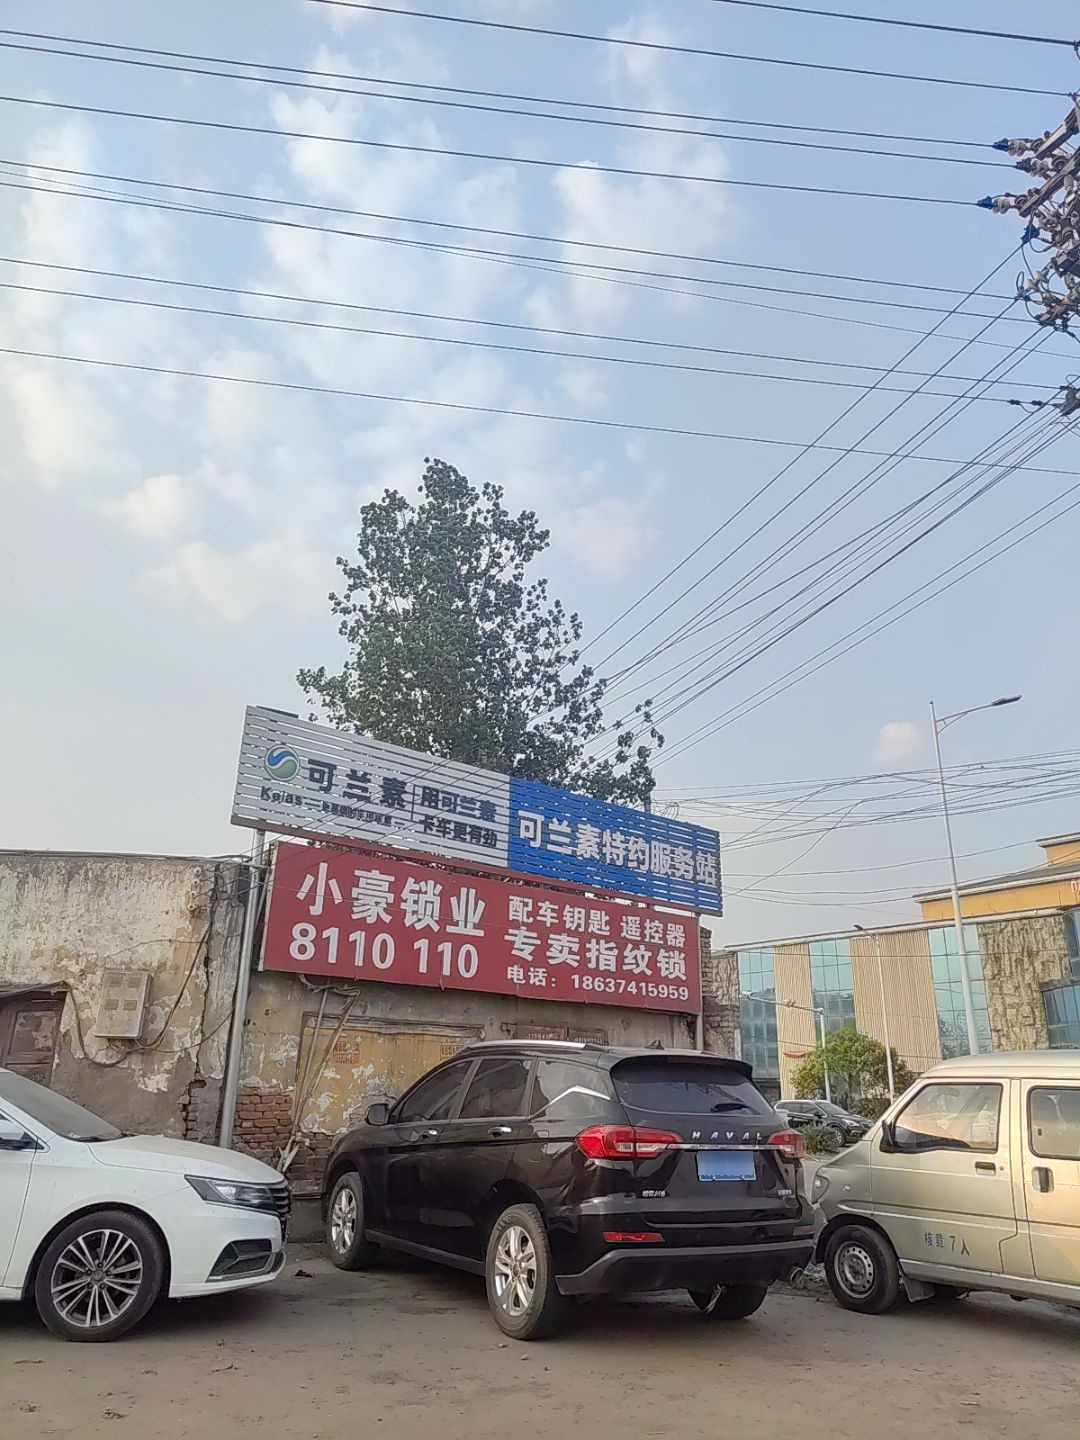 可兰素
Kelas
用可兰素
卡车更有劲
可兰素特约服务站
小豪锁业
8110 110
配车钥匙 遥控器
专卖指纹锁
电话：18637415959
HAVAL
核载 7人